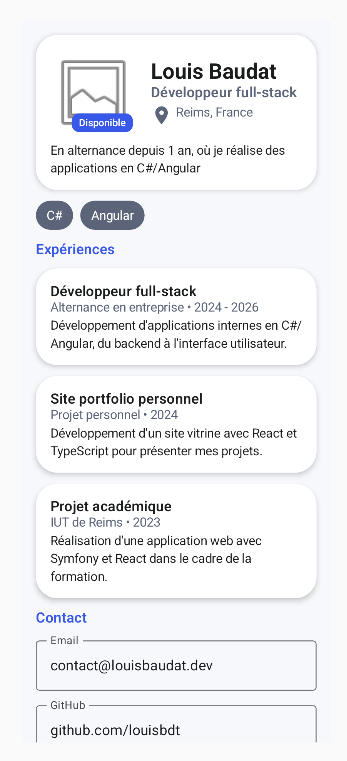 Louis Baudat
Développeur full-stack
Reims, France
Disponible
En alternance depuis 1 an, où je réalise des
applications en C#/Angular
C#
Angular
Expériences
Développeur full-stack
Alternance en entreprise • 2024 - 2026
Développement d'applications internes en C#/
Angular, du backend à l'interface utilisateur.
Site portfolio personnel
Projet personnel • 2024
Développement d'un site vitrine avec React et
TypeScript pour présenter mes projets.
Projet académique
IUT de Reims • 2023
Réalisation d'une application web avec
Symfony et React dans le cadre de la
formation.
Contact
Email
contact@louisbaudat.dev
GitHub
github.com/louisbdt